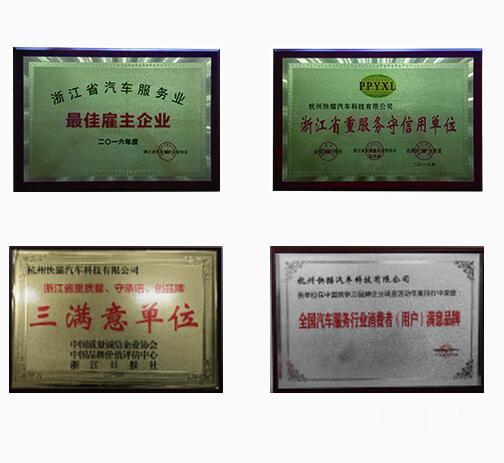 浙江省汽车服务业
最佳雇主企业
二〇一六年度
PPYXL
杭州快猫汽车科技有限公司
浙江省重服务守信用单位
二〇一六年
杭州快猫汽车科技有限公司
浙江省重质量、守承诺、创品牌
三满意单位
中国质量诚信企业协会
中国品牌价值评估中心
浙江日报社
杭州快猫汽车科技有限公司
全国汽车服务行业消费者（用户）满意品牌